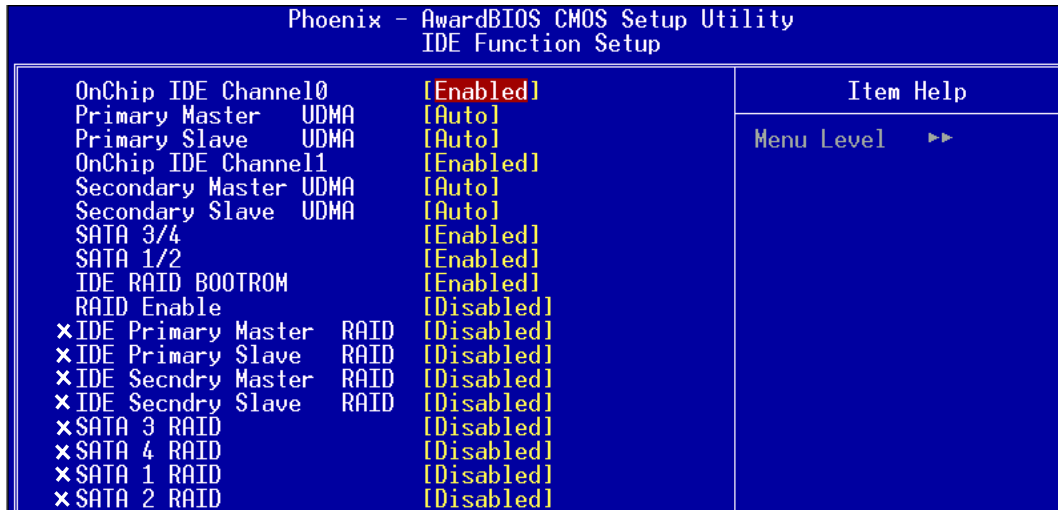 Phoenix - AwardBIOS CMOS Setup Utility
IDE Function Setup
OnChip IDE Channel0 [Enabled]
Primary Master UDMA [Auto]
Primary Slave UDMA [Auto]
OnChip IDE Channel1 [Enabled]
Secondary Master UDMA [Auto]
Secondary Slave UDMA [Auto]
SATA 3/4 [Enabled]
SATA 1/2 [Enabled]
IDE RAID BOOTROM [Enabled]
RAID Enable [Disabled]
×IDE Primary Master RAID [Disabled]
×IDE Primary Slave RAID [Disabled]
×IDE Secndry Master RAID [Disabled]
×IDE Secndry Slave RAID [Disabled]
×SATA 3 RAID [Disabled]
×SATA 4 RAID [Disabled]
×SATA 1 RAID [Disabled]
×SATA 2 RAID [Disabled]
Item Help
Menu Level ►►